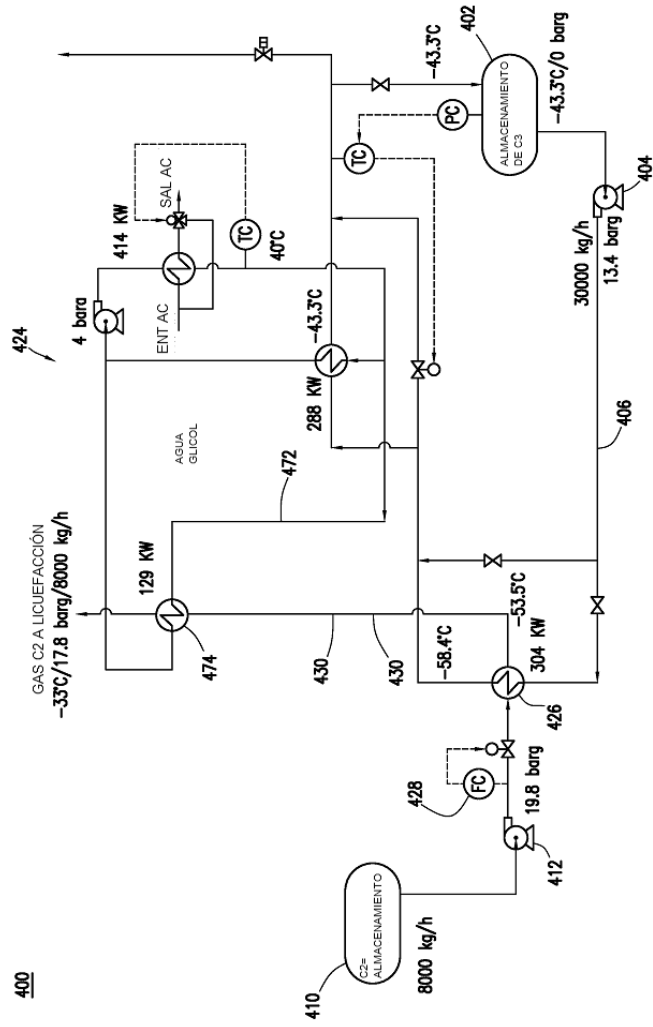 400
424
GAS C2 A LICUEFACCIÓN
-33°C/17.8 barg/8000 kg/h
4 bara
414 KW
ENT AC
SAL AC
TC
40°C
AGUA
GLICOL
129 KW
474
472
288 KW
-43.3°C
430
430
-58.4°C
-53.5°C
304 KW
426
428
FC
19.8 barg
412
410
C2=
ALMACENAMIENTO
8000 kg/h
TC
PC
-43.3°C
402
ALMACENAMIENTO
DE C3
-43.3°C/0 barg
404
30000 kg/h
13.4 barg
406